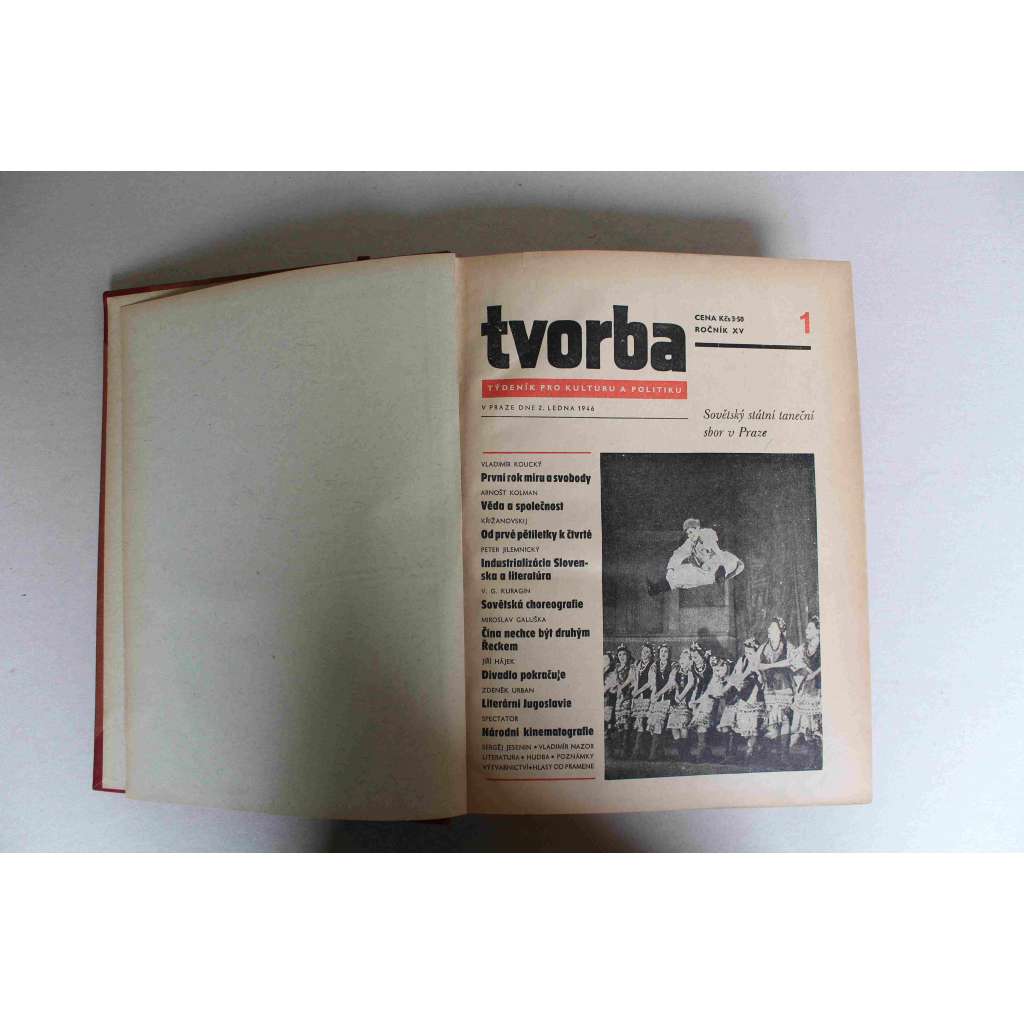 tvorba
CENA Kčs 3·50
ROČNÍK XV
1
TÝDENÍK PRO KULTURU A POLITIKU
V PRAZE DNE 2. LEDNA 1946
Sovětský státní taneční
sbor v Praze
VLADIMÍR KOUCKÝ
První rok míru a svobody
ARNOŠT KOLMAN
Věda a společnost
KŘIŽANOVSKIJ
Od prvé pětiletky k čtvrté
PETER JILEMNICKÝ
Industrializácia Sloven-
ska a literatúra
V. G. KURAGIN
Sovětská choreografie
MIROSLAV GALUŠKA
Čína nechce být druhým
Řeckem
JIŘÍ HÁJEK
Divadlo pokračuje
ZDENĚK URBAN
Literární Jugoslavie
SPECTATOR
Národní kinematografie
SERGĚJ JESENIN • VLADIMÍR NAZOR
LITERATURA • HUDBA • POZNÁMKY
VÝTVARNICTVÍ • HLASY OD PRAMENE